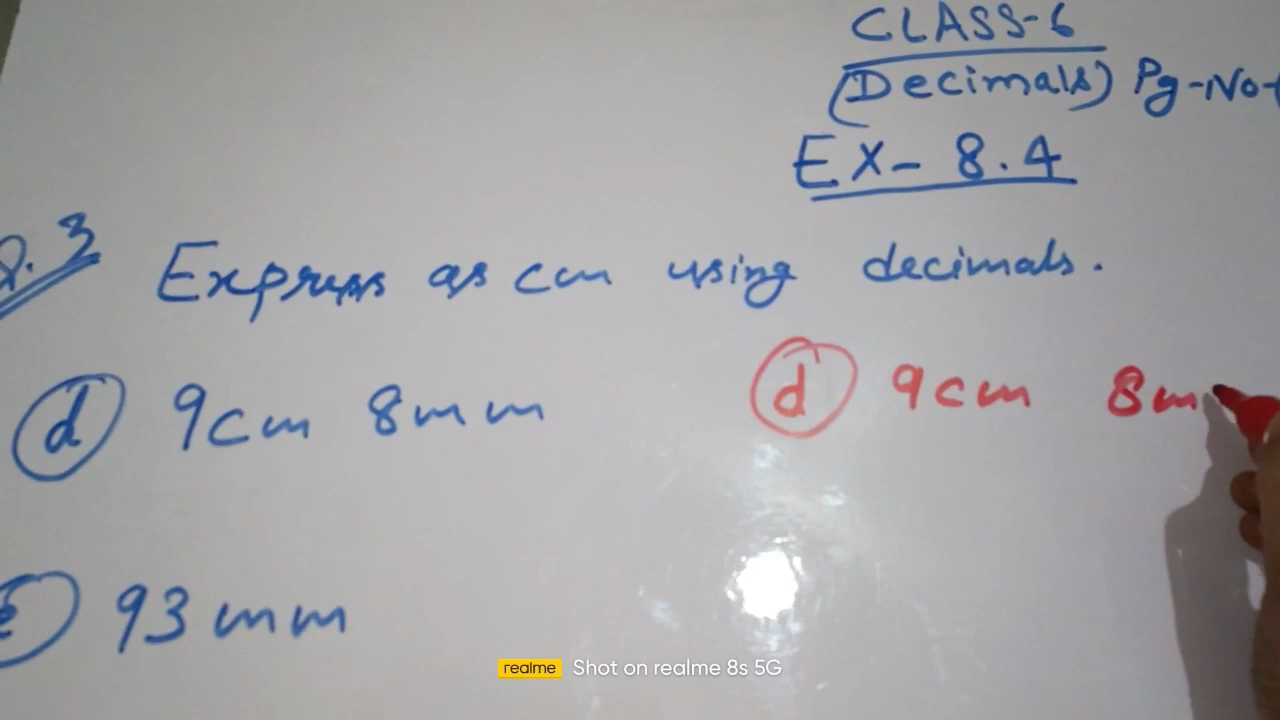 CLASS-6
(Decimals) Pg-No-
EX- 8.4
Q.3 Express as cm using decimals.
d 9cm 8mm
d 9cm 8m
e 93mm
realme Shot on realme 8s 5G